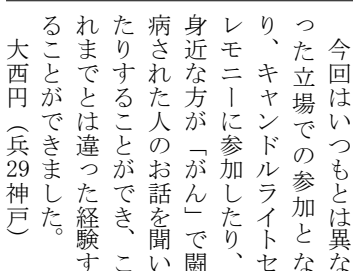 今回はいつもとは異な
った立場での参加とな
り、キャンドルライトセ
レモニーに参加したり、
身近な方が「がん」で闘
病された人のお話を聞い
たりすることができ、こ
れまでとは違った経験す
ることができました。
大西円（兵29神戸）